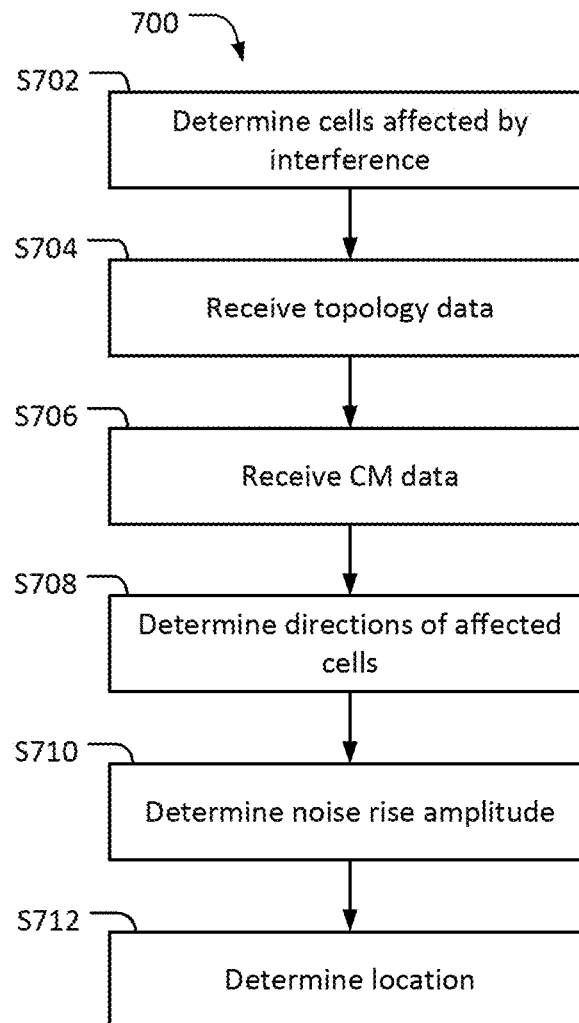 700
S702
Determine cells affected by
interference
S704
Receive topology data
S706
Receive CM data
S708
Determine directions of affected
cells
S710
Determine noise rise amplitude
S712
Determine location